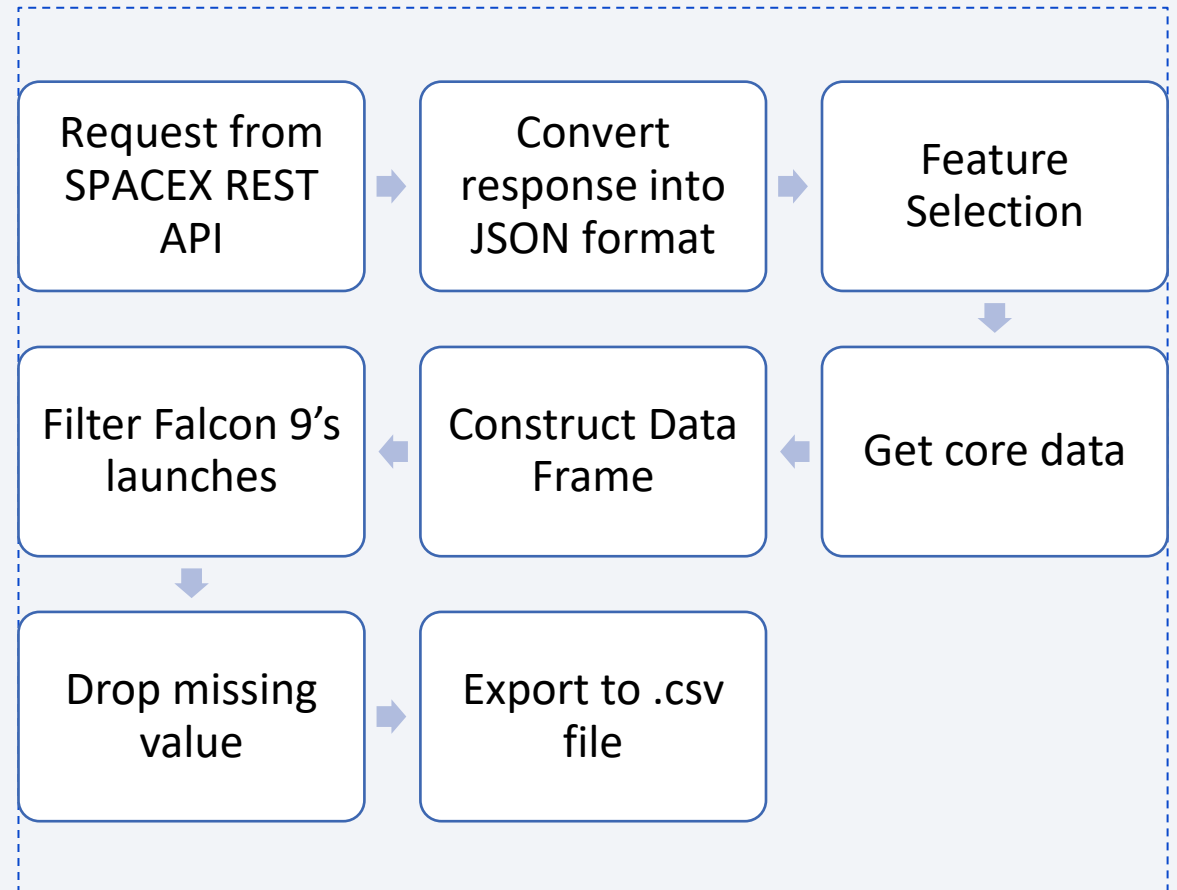 Request from
SPACEX REST
API
Convert
response into
JSON format
Feature
Selection
Get core data
Construct Data
Frame
Filter Falcon 9’s
launches
Drop missing
value
Export to .csv
file